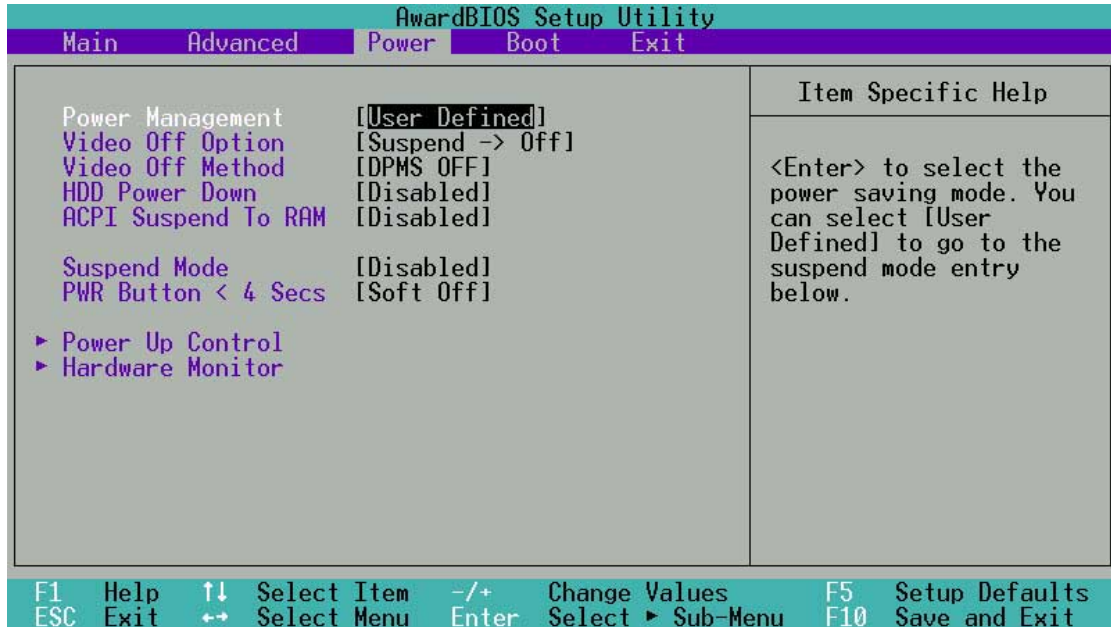 AwardBIOS Setup Utility
Main Advanced Power Boot Exit
Power Management [User Defined]
Video Off Option [Suspend -> Off]
Video Off Method [DPMS OFF]
HDD Power Down [Disabled]
ACPI Suspend To RAM [Disabled]
Suspend Mode [Disabled]
PWR Button < 4 Secs [Soft Off]
► Power Up Control
► Hardware Monitor
Item Specific Help
<Enter> to select the
power saving mode. You
can select [User
Defined] to go to the
suspend mode entry
below.
F1 Help ↑↓ Select Item -/+ Change Values F5 Setup Defaults
ESC Exit ←→ Select Menu Enter Select ► Sub-Menu F10 Save and Exit